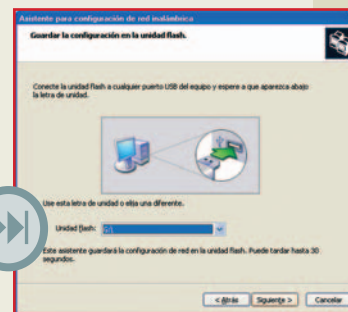 Asistente para configuración de red inalámbrica
Guardar la configuración en la unidad flash.
Conecte la unidad flash a cualquier puerto USB del equipo y espere a que aparezca abajo
la letra de unidad.
Use esta letra de unidad o elija una diferente.
Unidad flash: G:\
Este asistente guardará la configuración de red en la unidad flash. Puede tardar hasta 30
segundos.
< Atrás Siguiente > Cancelar